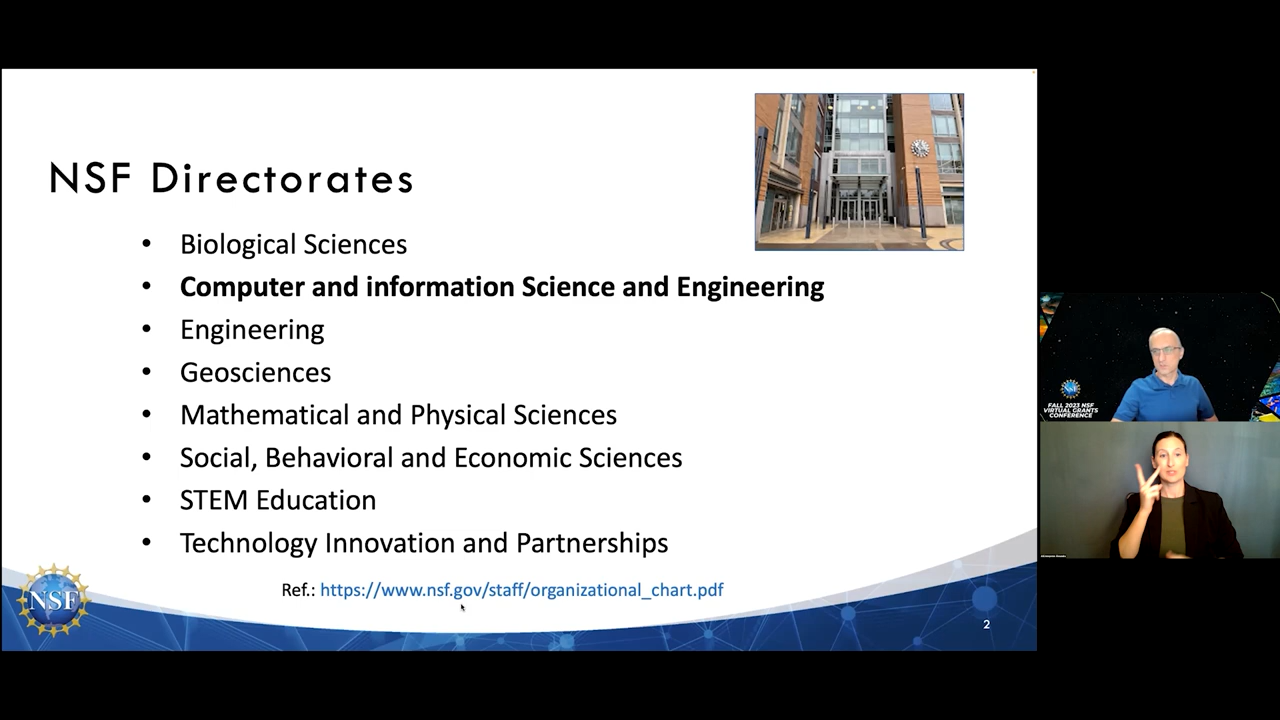 NSF Directorates
• Biological Sciences
• Computer and information Science and Engineering
• Engineering
• Geosciences
• Mathematical and Physical Sciences
• Social, Behavioral and Economic Sciences
• STEM Education
• Technology Innovation and Partnerships
Ref.: https://www.nsf.gov/staff/organizational_chart.pdf
NSF
2
FALL 2023 NSF
VIRTUAL GRANTS
CONFERENCE